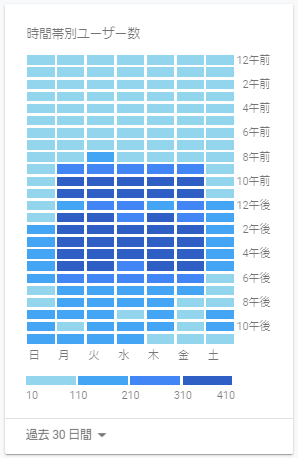 時間帯別ユーザー数
12午前
2午前
4午前
6午前
8午前
10午前
12午後
2午後
4午後
6午後
8午後
10午後
日 月 火 水 木 金 土
10 110 210 310 410
過去 30 日間